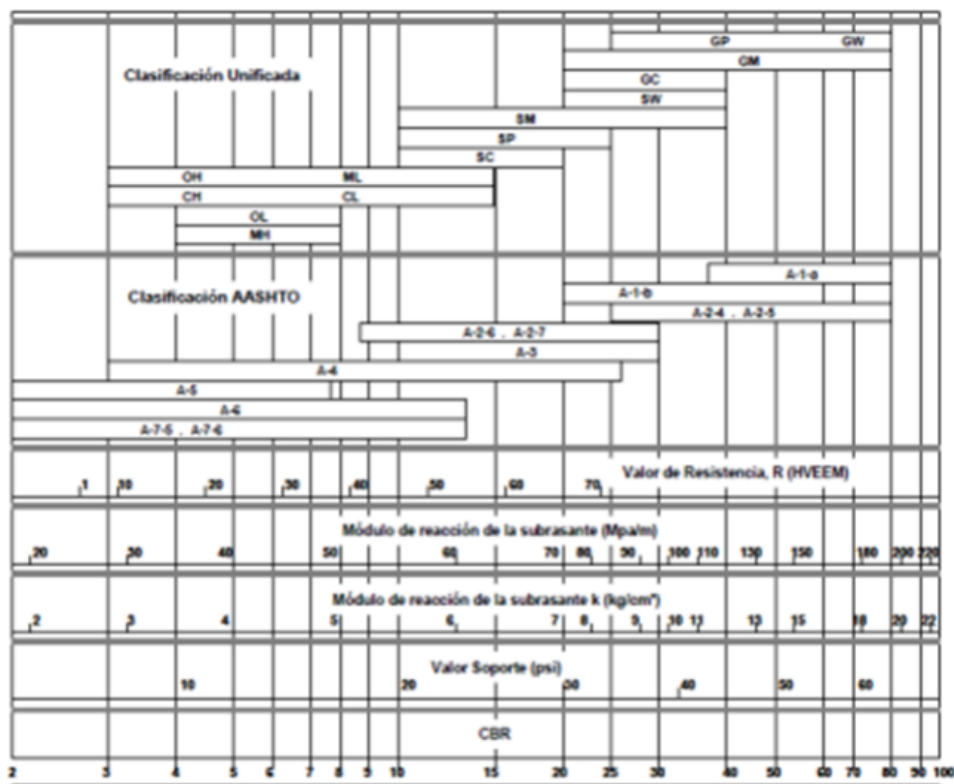 GP GW
GM
Clasificación Unificada
GC
SW
SM
SP
SC
OH ML
CH CL
OL
MH
A-1-a
Clasificación AASHTO
A-1-b
A-2-4 . A-2-5
A-2-6 . A-2-7
A-3
A-4
A-5
A-6
A-7-5 . A-7-6
Valor de Resistencia, R (HVEEM)
1 10 20 30 40 50 60 70
Módulo de reacción de la subrasante (Mpa/m)
20 30 40 50 60 70 80 90 100 110 130 150 180 200 220
Módulo de reacción de la subrasante k (kg/cm³)
2 3 4 5 6 7 8 9 10 11 13 15 18 20 22
Valor Soporte (psi)
10 20 30 40 50 60
CBR
2 3 4 5 6 7 8 9 10 15 20 25 30 40 50 60 70 80 90 100